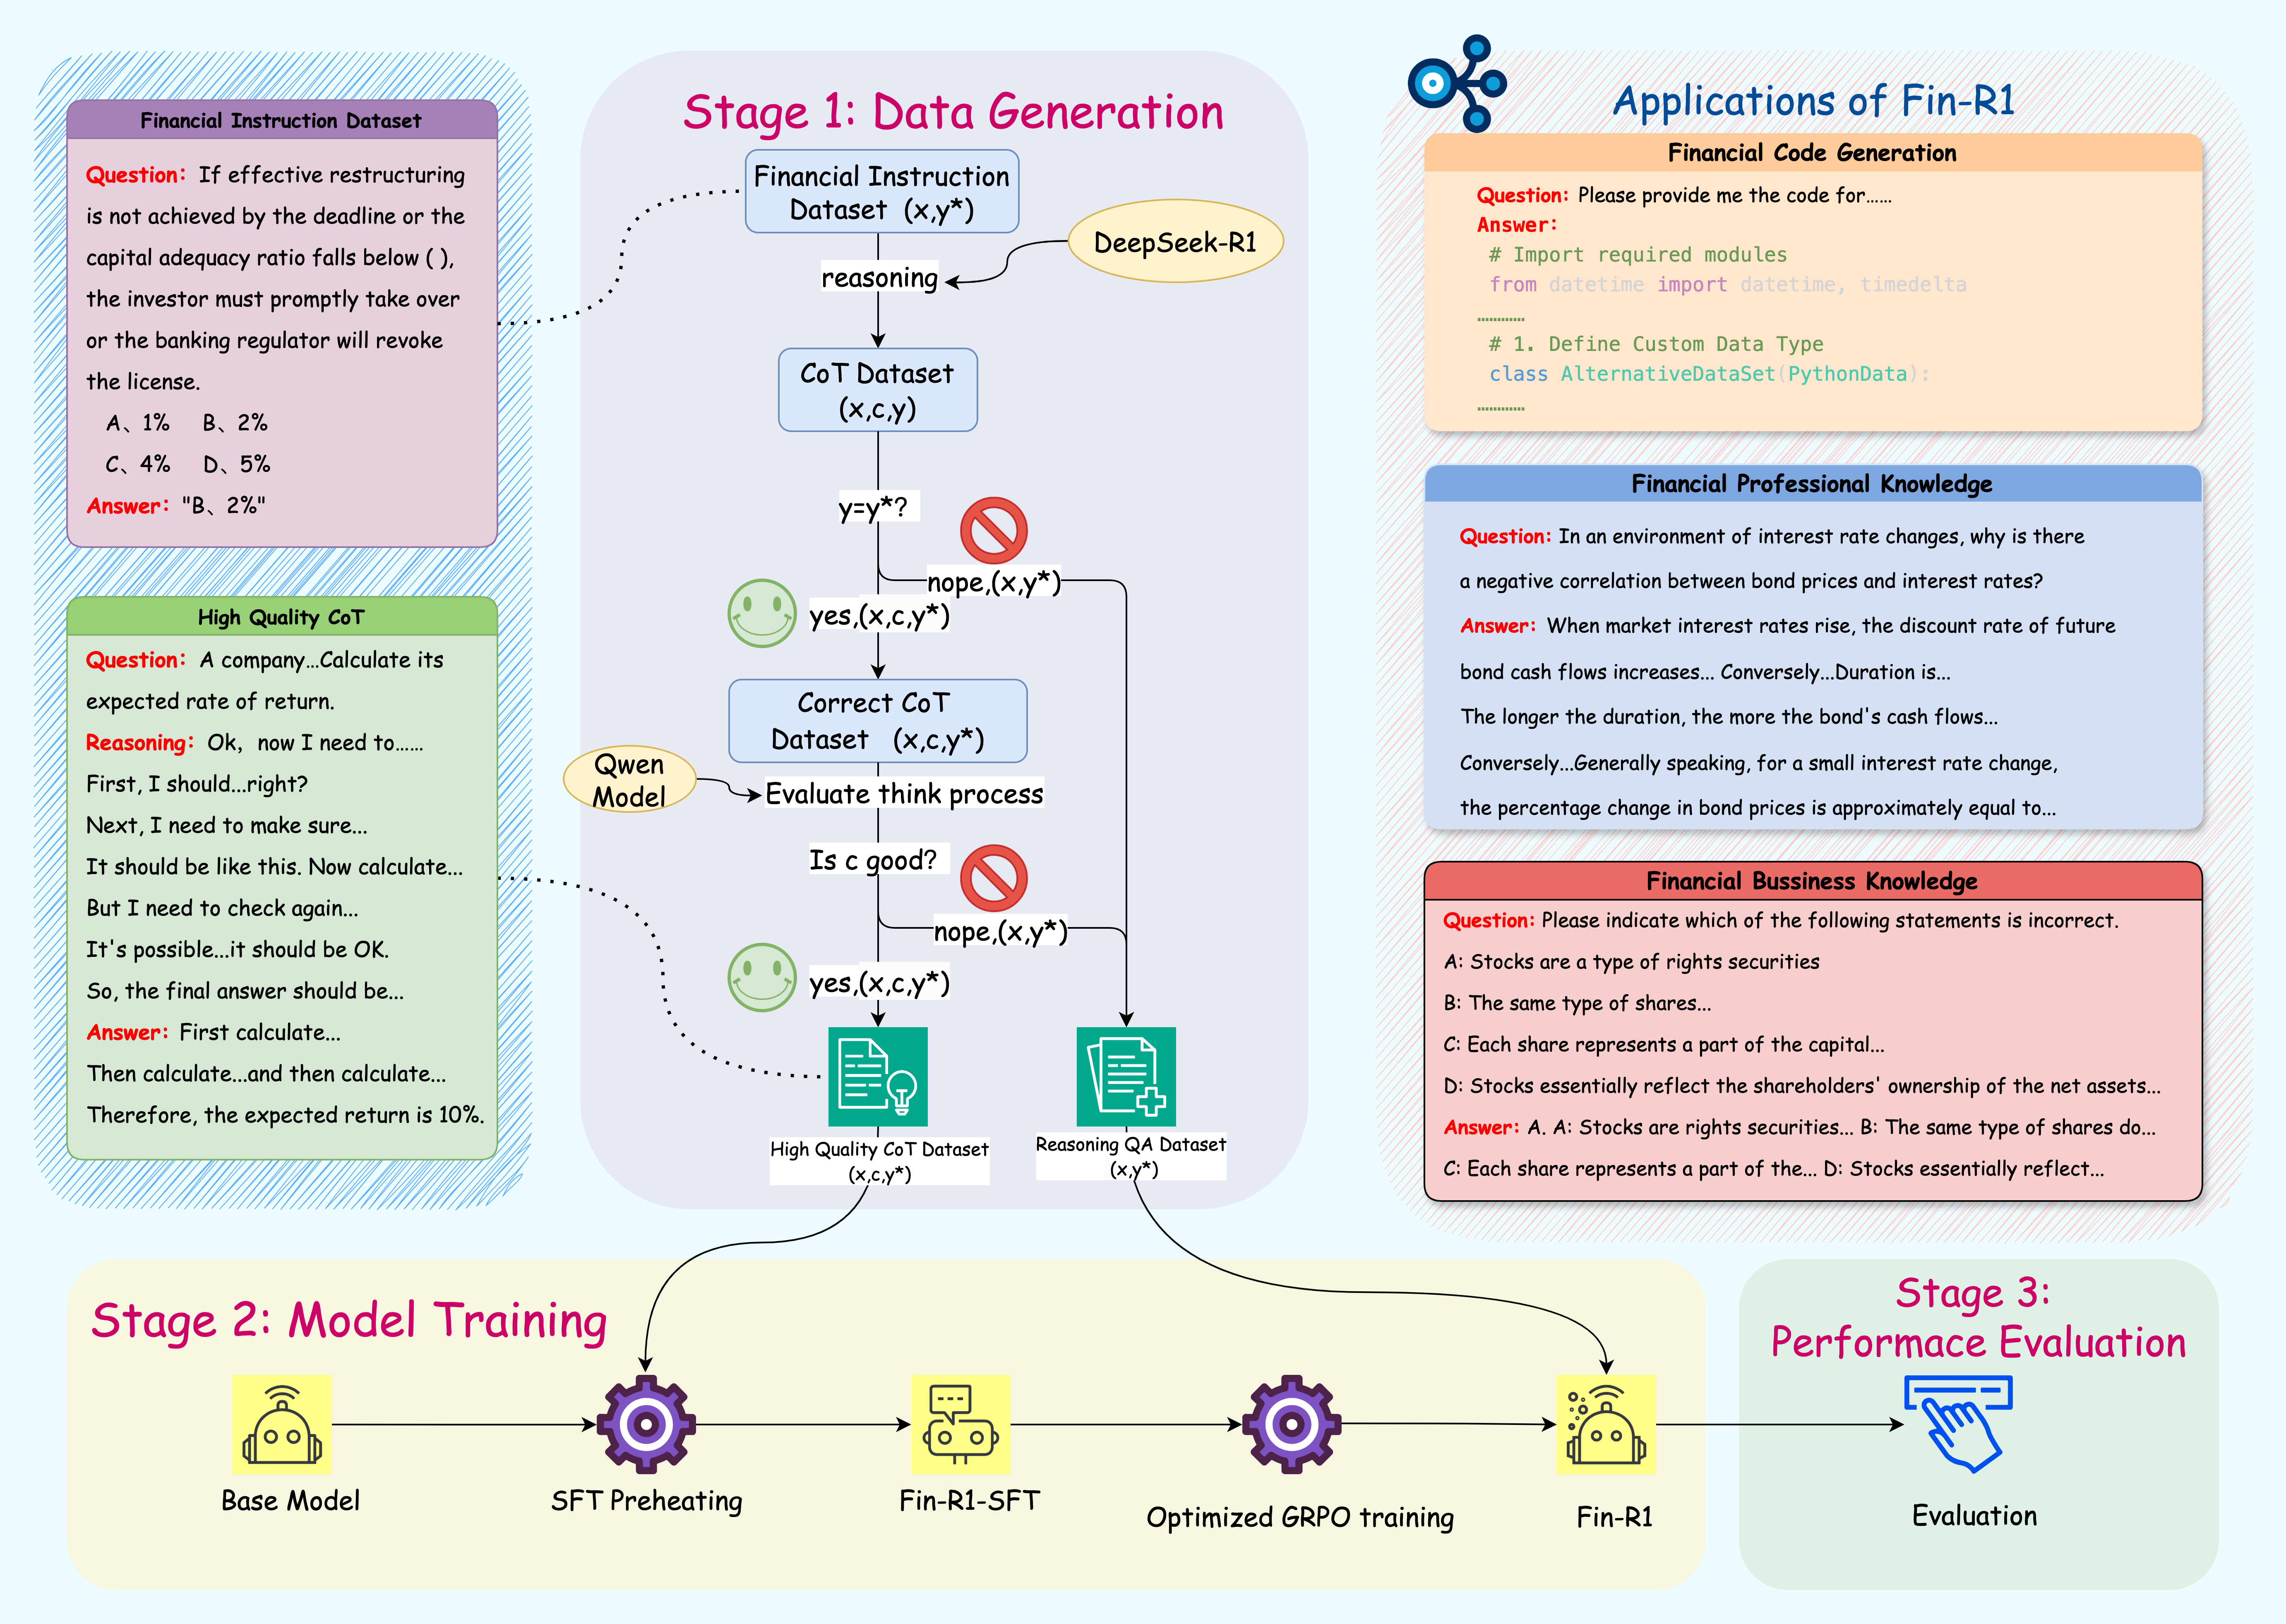 Financial Instruction Dataset
Question: If effective restructuring
is not achieved by the deadline or the
capital adequacy ratio falls below ( ),
the investor must promptly take over
or the banking regulator will revoke
the license.
A、1% B、2%
C、4% D、5%
Answer: "B、2%"
High Quality CoT
Question: A company...Calculate its
expected rate of return.
Reasoning: Ok, now I need to......
First, I should...right?
Next, I need to make sure...
It should be like this. Now calculate...
But I need to check again...
It's possible...it should be OK.
So, the final answer should be...
Answer: First calculate...
Then calculate...and then calculate...
Therefore, the expected return is 10%.
Stage 1: Data Generation
Financial Instruction
Dataset (x,y*)
DeepSeek-R1
reasoning
CoT Dataset
(x,c,y)
y=y*?
nope,(x,y*)
yes,(x,c,y*)
Correct CoT
Dataset (x,c,y*)
Qwen
Model
Evaluate think process
Is c good?
nope,(x,y*)
yes,(x,c,y*)
High Quality CoT Dataset
(x,c,y*)
Reasoning QA Dataset
(x,y*)
Applications of Fin-R1
Financial Code Generation
Question: Please provide me the code for......
Answer:
# Import required modules
from datetime import datetime, timedelta
............
# 1. Define Custom Data Type
class AlternativeDataSet(PythonData):
............
Financial Professional Knowledge
Question: In an environment of interest rate changes, why is there
a negative correlation between bond prices and interest rates?
Answer: When market interest rates rise, the discount rate of future
bond cash flows increases... Conversely...Duration is...
The longer the duration, the more the bond's cash flows...
Conversely...Generally speaking, for a small interest rate change,
the percentage change in bond prices is approximately equal to...
Financial Bussiness Knowledge
Question: Please indicate which of the following statements is incorrect.
A: Stocks are a type of rights securities
B: The same type of shares...
C: Each share represents a part of the capital...
D: Stocks essentially reflect the shareholders' ownership of the net assets...
Answer: A. A: Stocks are rights securities... B: The same type of shares do...
C: Each share represents a part of the... D: Stocks essentially reflect...
Stage 2: Model Training
Base Model
SFT Preheating
Fin-R1-SFT
Optimized GRPO training
Fin-R1
Stage 3:
Performace Evaluation
Evaluation